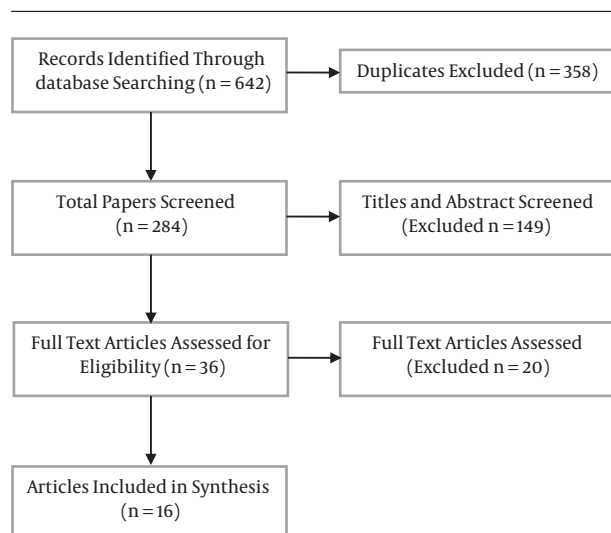 Records Identified Through
database Searching (n = 642)
Duplicates Excluded (n = 358)
Total Papers Screened
(n = 284)
Titles and Abstract Screened
(Excluded n = 149)
Full Text Articles Assessed for
Eligibility (n = 36)
Full Text Articles Assessed
(Excluded n = 20)
Articles Included in Synthesis
(n = 16)